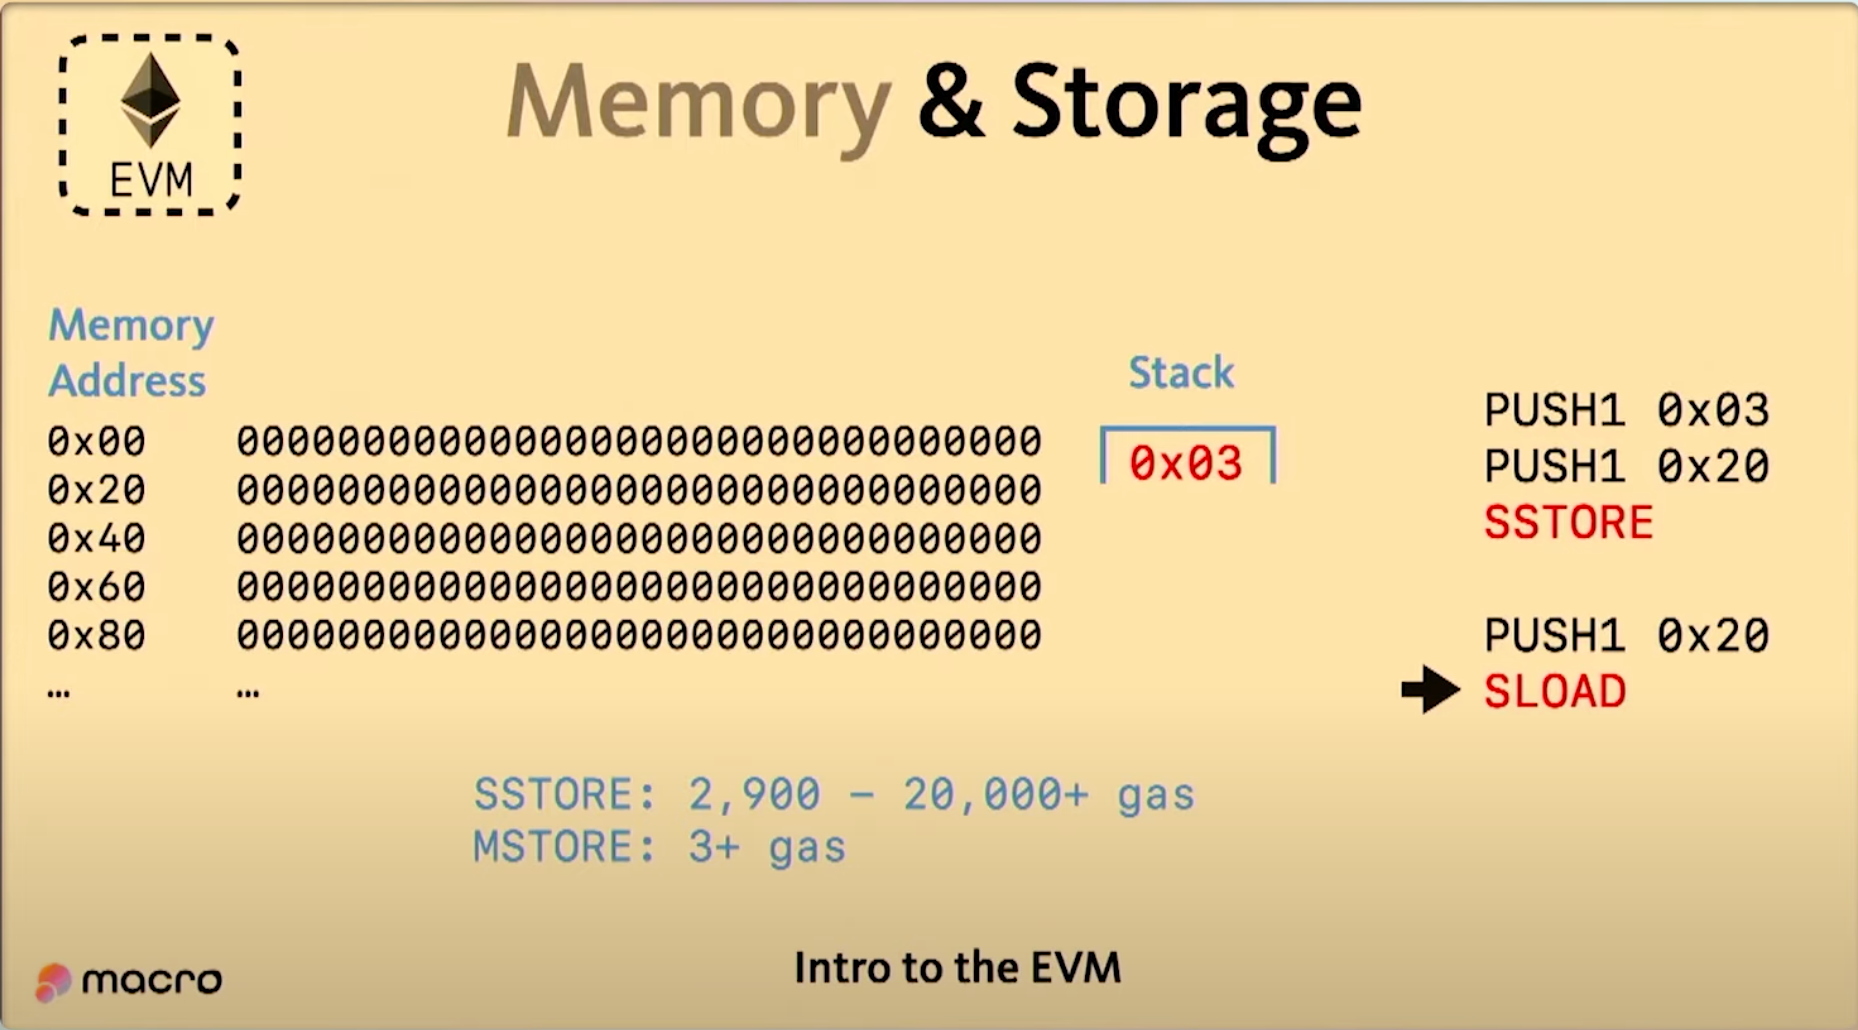 EVM
Memory & Storage
Memory
Address
0x00 00000000000000000000000000000000
0x20 00000000000000000000000000000000
0x40 00000000000000000000000000000000
0x60 00000000000000000000000000000000
0x80 00000000000000000000000000000000
… …
Stack
0x03
PUSH1 0x03
PUSH1 0x20
SSTORE
PUSH1 0x20
SLOAD
SSTORE: 2,900 – 20,000+ gas
MSTORE: 3+ gas
macro
Intro to the EVM